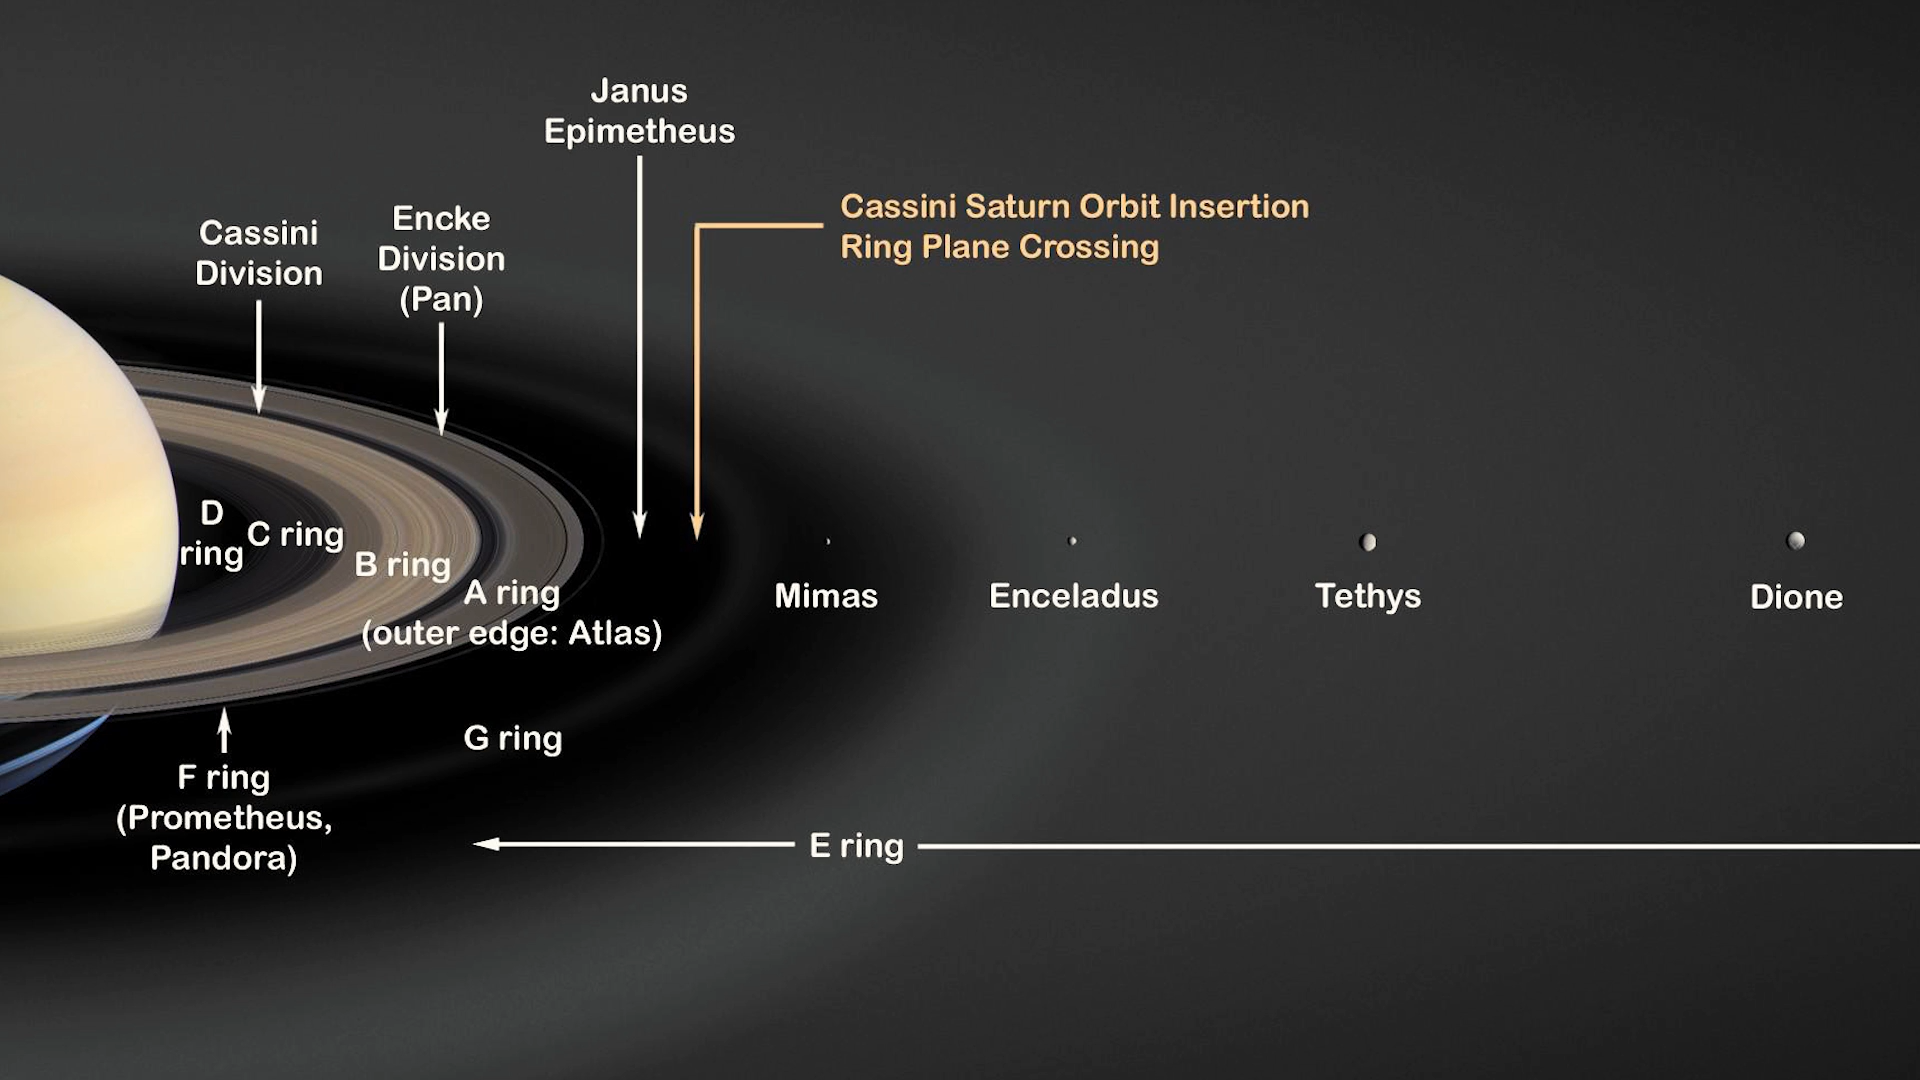 Janus
Epimetheus
Cassini Saturn Orbit Insertion
Ring Plane Crossing
Cassini
Division
Encke
Division
(Pan)
D
ring
C ring
B ring
A ring
(outer edge: Atlas)
Mimas
Enceladus
Tethys
Dione
G ring
F ring
(Prometheus,
Pandora)
E ring